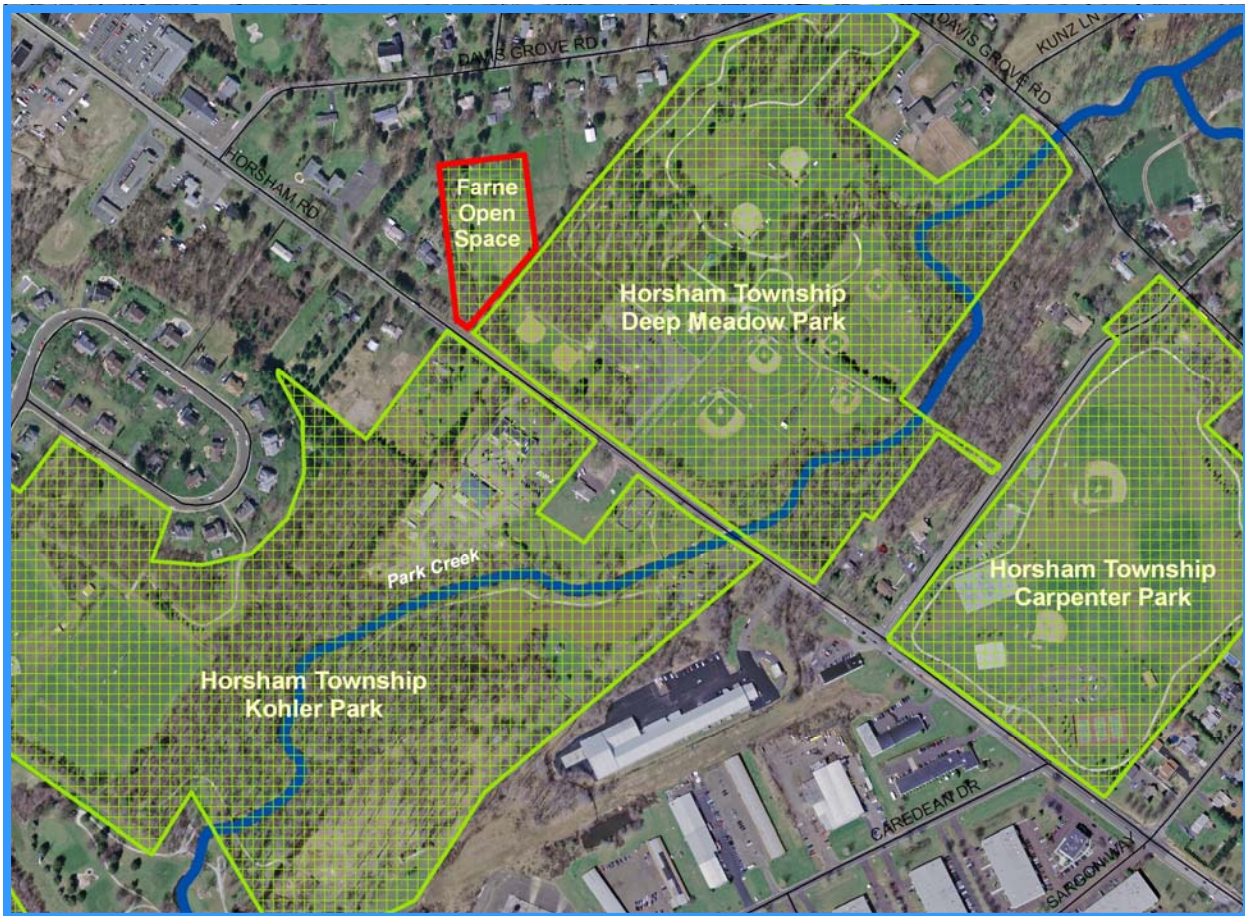 DAVIS GROVE RD
DAVIS GROVE RD
KUNZ LN
HORSHAM RD
Farne
Open
Space
Horsham Township
Deep Meadow Park
Park Creek
Horsham Township
Carpenter Park
Horsham Township
Kohler Park
CAREDEAN DR
SARGON WAY